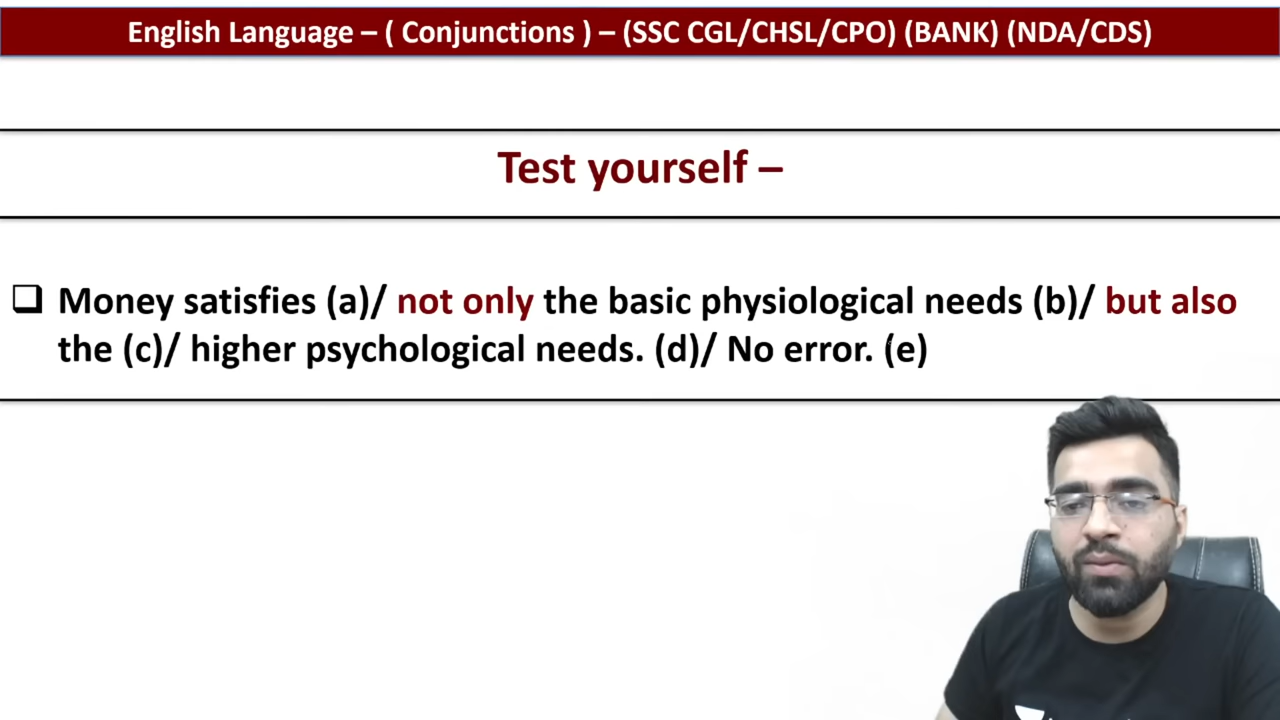 English Language – ( Conjunctions ) – (SSC CGL/CHSL/CPO) (BANK) (NDA/CDS)
Test yourself –
❑ Money satisfies (a)/ not only the basic physiological needs (b)/ but also
the (c)/ higher psychological needs. (d)/ No error. (e)